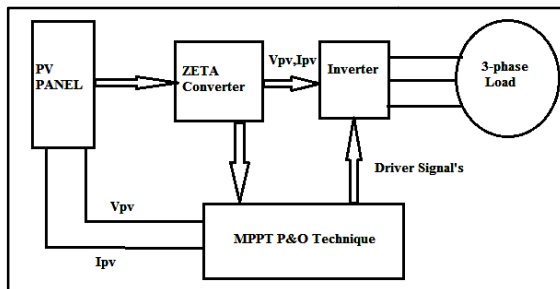 PV
PANEL
ZETA
Converter
Vpv,Ipv
Inverter
3-phase
Load
Driver Signal's
Vpv
MPPT P&O Technique
Ipv